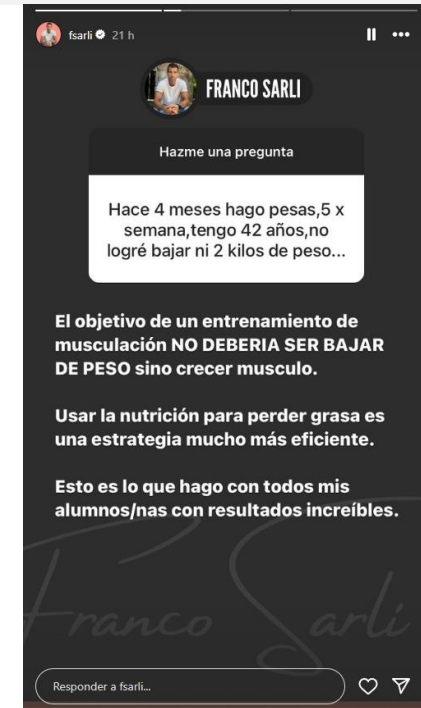 fsarli 21 h
FRANCO SARLI
Hazme una pregunta
Hace 4 meses hago pesas,5 x
semana,tengo 42 años,no
logré bajar ni 2 kilos de peso...
El objetivo de un entrenamiento de
musculación NO DEBERIA SER BAJAR
DE PESO sino crecer musculo.
Usar la nutrición para perder grasa es
una estrategia mucho más eficiente.
Esto es lo que hago con todos mis
alumnos/nas con resultados increíbles.
Franco Sarli
Responder a fsarli...